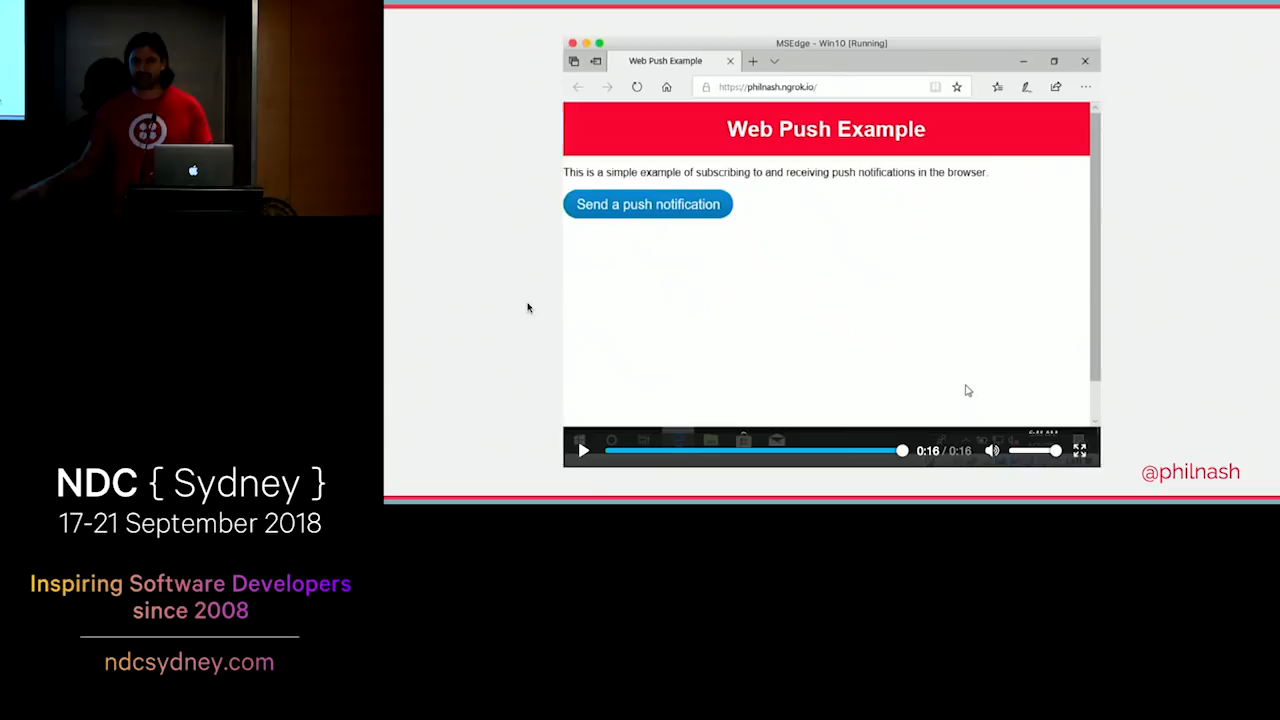 MSEdge - Win10 [Running]
Web Push Example
https://philnash.ngrok.io/
Web Push Example
This is a simple example of subscribing to and receiving push notifications in the browser.
Send a push notification
0:16 / 0:16
@philnash
NDC { Sydney }
17-21 September 2018
Inspiring Software Developers
since 2008
ndcsydney.com